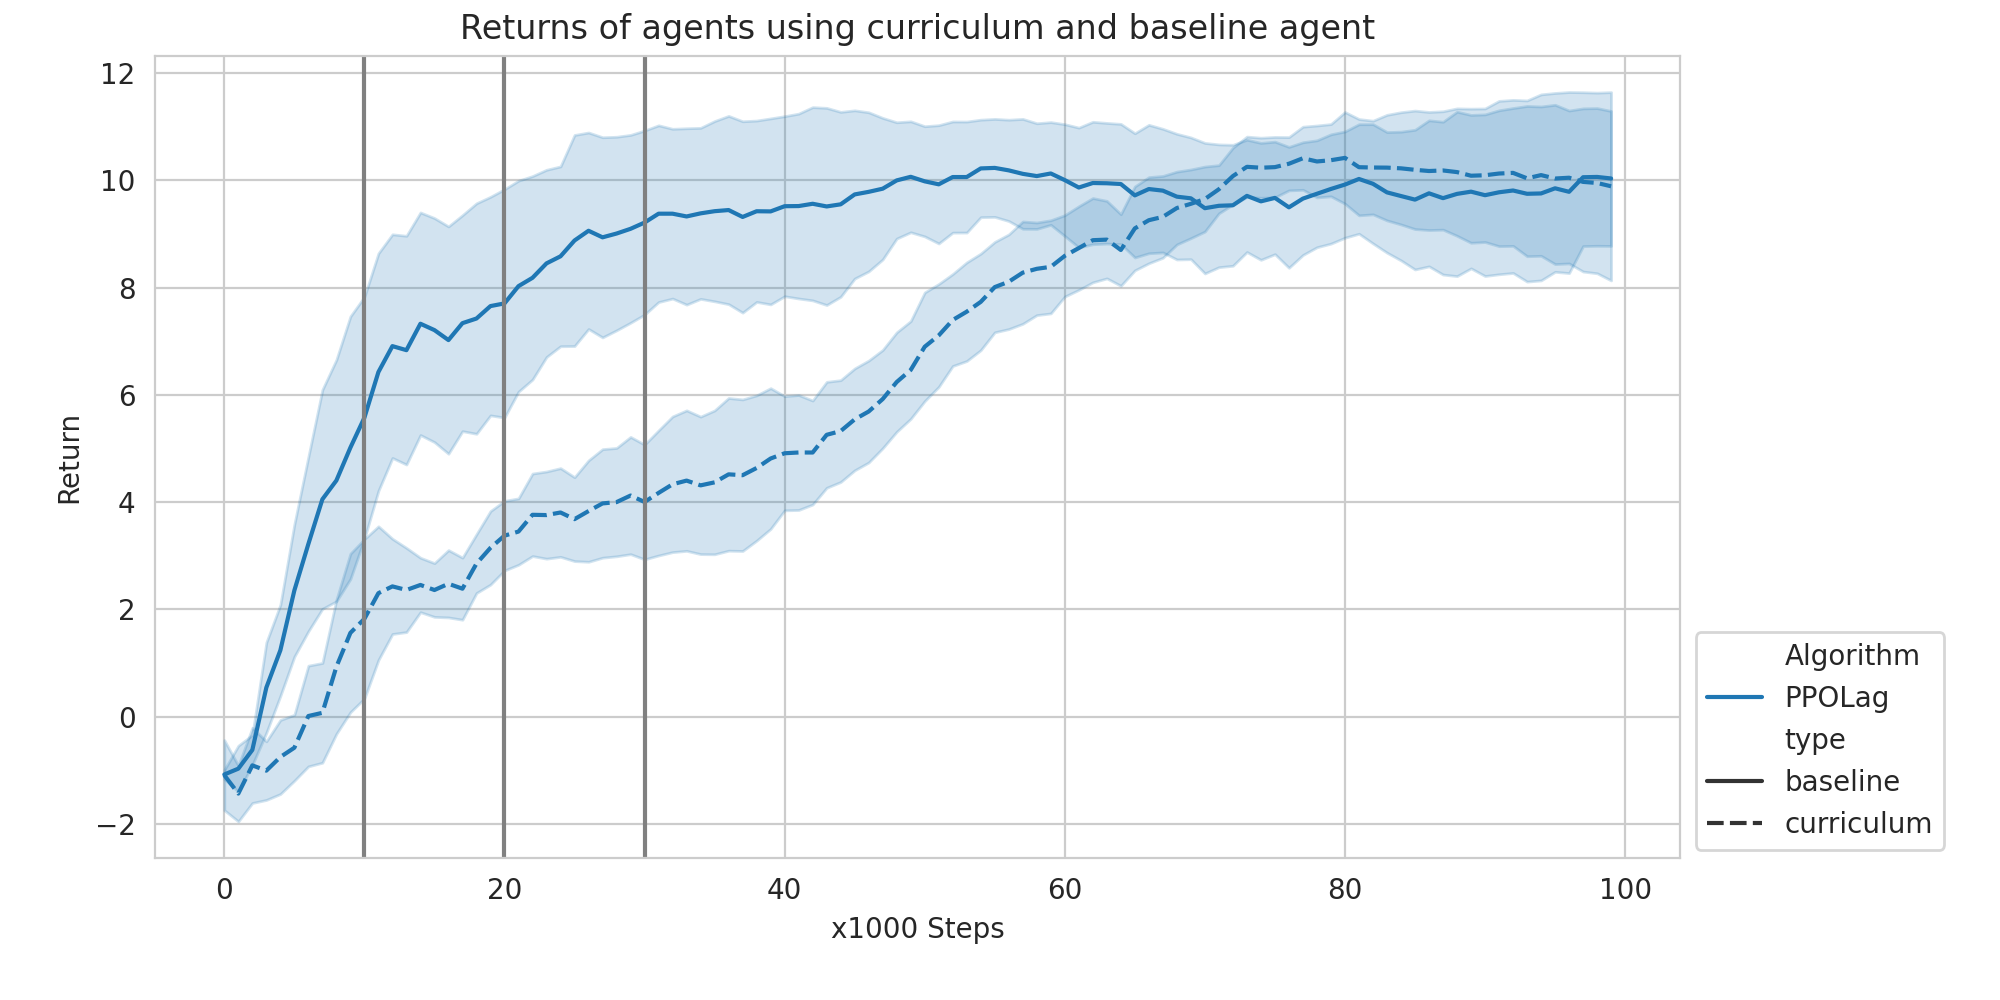 Returns of agents using curriculum and baseline agent
12
10
8
6
4
2
0
−2
Return
0 20 40 60 80 100
x1000 Steps
Algorithm
PPOLag
type
baseline
curriculum